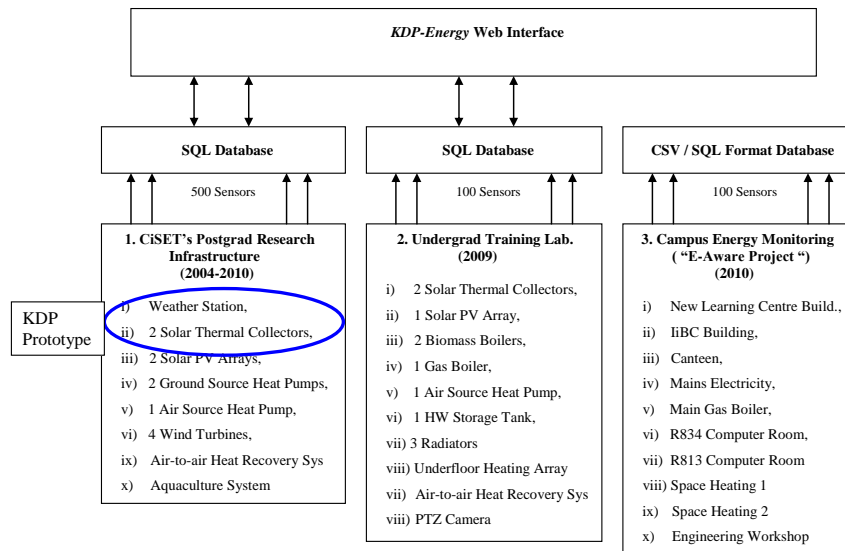 KDP-Energy Web Interface
SQL Database
SQL Database
CSV / SQL Format Database
500 Sensors
100 Sensors
100 Sensors
KDP
Prototype
1. CiSET's Postgrad Research
Infrastructure
(2004-2010)
i) Weather Station,
ii) 2 Solar Thermal Collectors,
iii) 2 Solar PV Arrays,
iv) 2 Ground Source Heat Pumps,
v) 1 Air Source Heat Pump,
vi) 4 Wind Turbines,
ix) Air-to-air Heat Recovery Sys
x) Aquaculture System
2. Undergrad Training Lab.
(2009)
i) 2 Solar Thermal Collectors,
ii) 1 Solar PV Array,
iii) 2 Biomass Boilers,
iv) 1 Gas Boiler,
v) 1 Air Source Heat Pump,
vi) 1 HW Storage Tank,
vii) 3 Radiators
viii) Underfloor Heating Array
vii) Air-to-air Heat Recovery Sys
viii) PTZ Camera
3. Campus Energy Monitoring
( “E-Aware Project “)
(2010)
i) New Learning Centre Build.,
ii) IiBC Building,
iii) Canteen,
iv) Mains Electricity,
v) Main Gas Boiler,
vi) R834 Computer Room,
vii) R813 Computer Room
viii) Space Heating 1
ix) Space Heating 2
x) Engineering Workshop